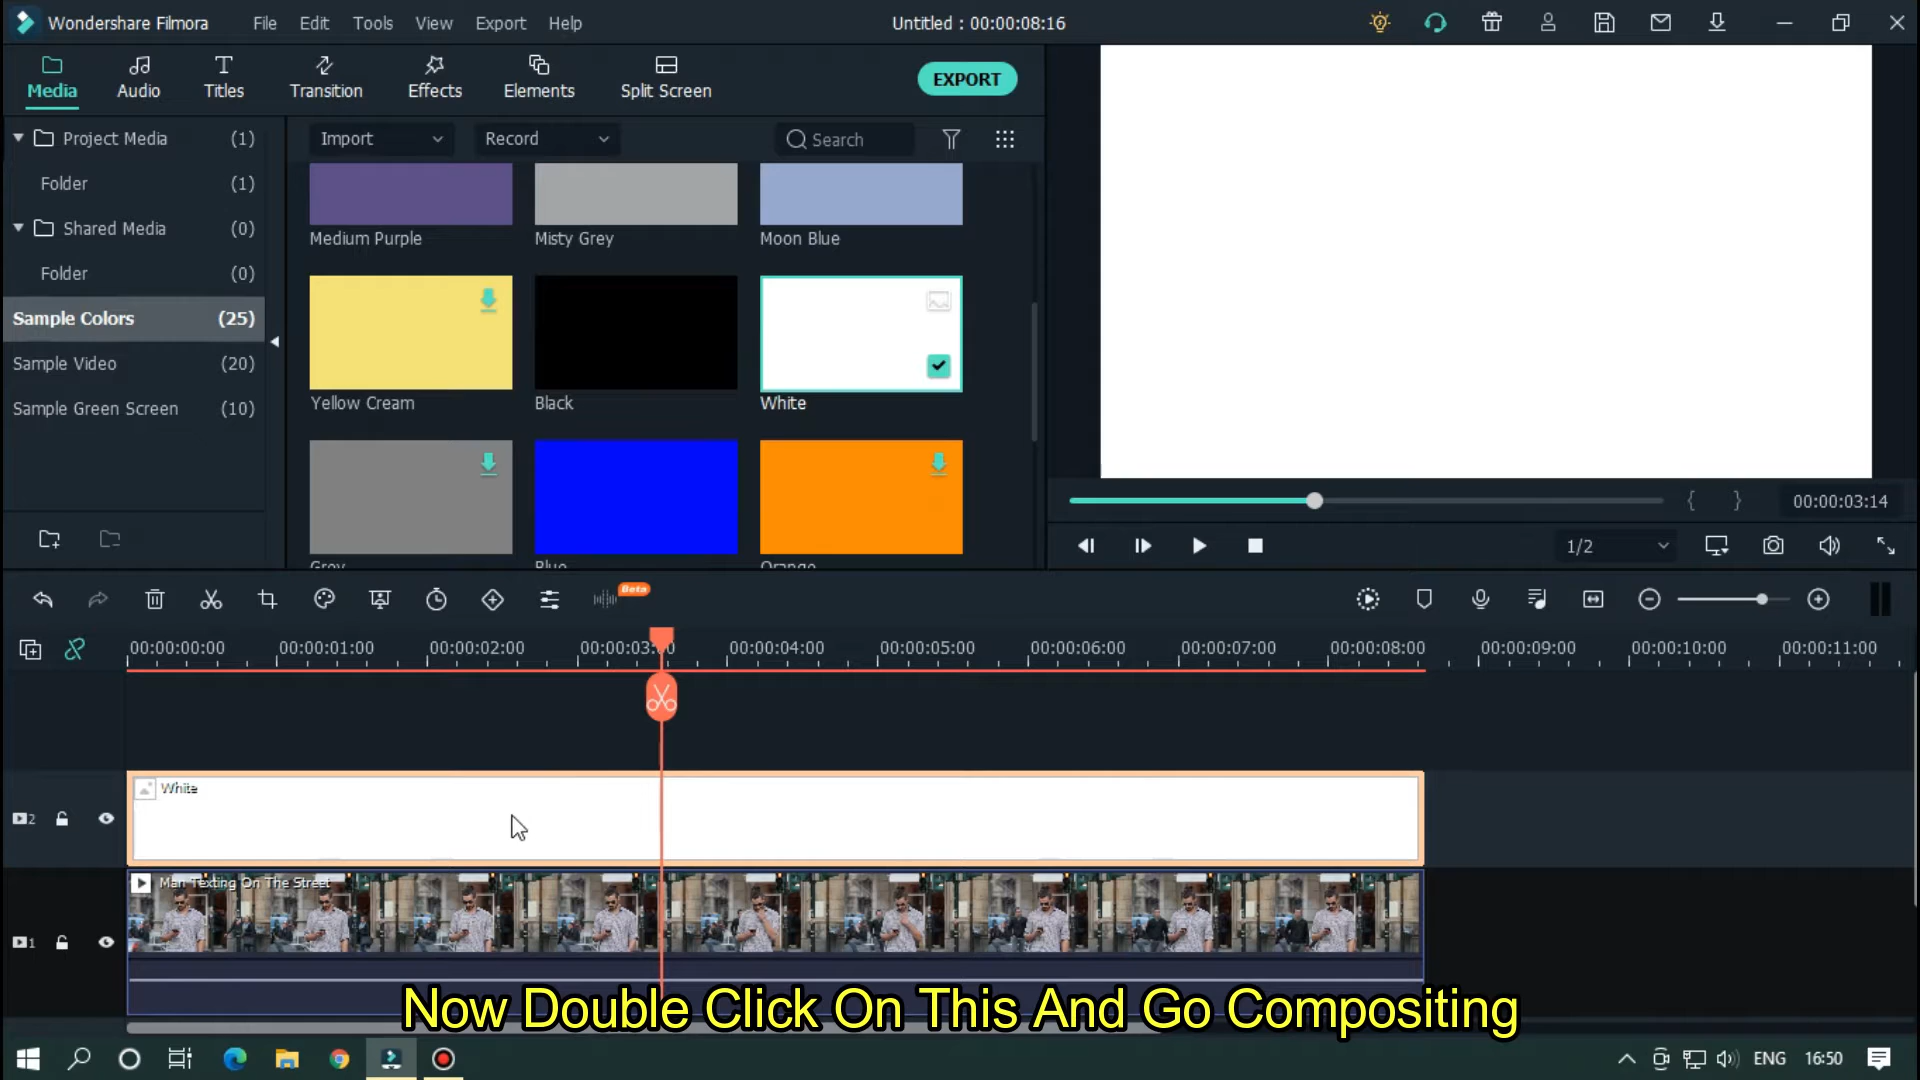 Wondershare Filmora
File
Edit
Tools
View
Export
Help
Untitled : 00:00:08:16
Media
Audio
Titles
Transition
Effects
Elements
Split Screen
EXPORT
Project Media (1)
Folder (1)
Shared Media (0)
Folder (0)
Sample Colors (25)
Sample Video (20)
Sample Green Screen (10)
Import
Record
Search
Medium Purple
Misty Grey
Moon Blue
Yellow Cream
Black
White
Grey
Blue
Orange
{ } 00:00:03:14
1/2
Beta
00:00:00:00
00:00:01:00
00:00:02:00
00:00:03:00
00:00:04:00
00:00:05:00
00:00:06:00
00:00:07:00
00:00:08:00
00:00:09:00
00:00:10:00
00:00:11:00
White
2
Man Texting On The Street
1
Now Double Click On This And Go Compositing
ENG
16:50